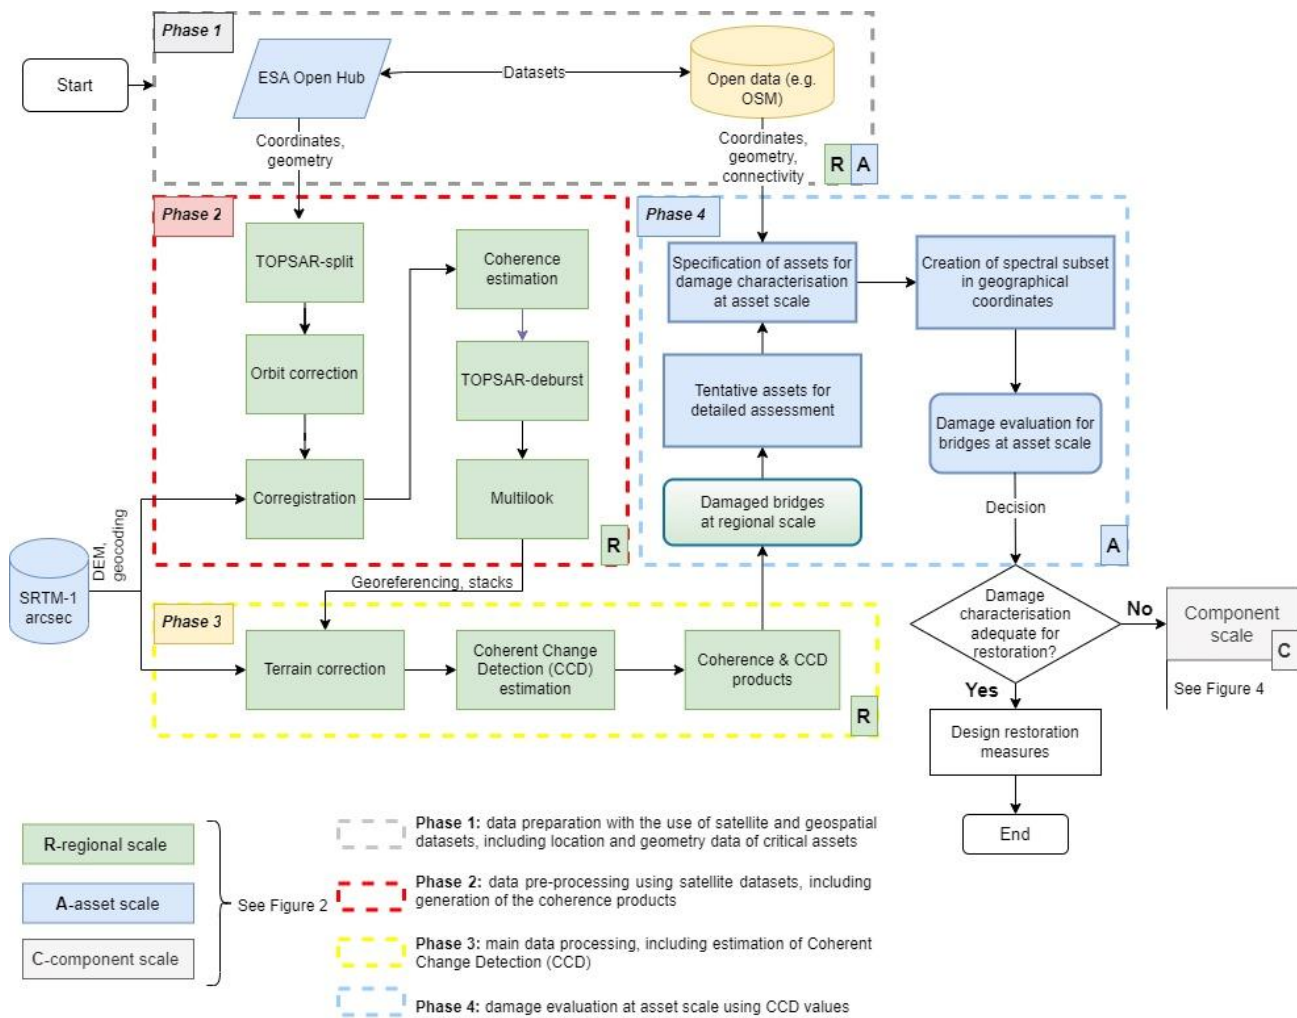 Phase 1
Start
ESA Open Hub
Datasets
Open data (e.g.
OSM)
Coordinates,
geometry
Coordinates,
geometry,
connectivity
R
A
Phase 2
TOPSAR-split
Orbit correction
Corregistration
Coherence
estimation
TOPSAR-deburst
Multilook
R
Phase 4
Specification of assets for
damage characterisation
at asset scale
Creation of spectral subset
in geographical
coordinates
Tentative assets for
detailed assessment
Damage evaluation for
bridges at asset scale
Damaged bridges
at regional scale
Decision
A
DEM,
geocoding
SRTM-1
arcsec
Georeferencing, stacks
Phase 3
Terrain correction
Coherent Change
Detection (CCD)
estimation
Coherence & CCD
products
R
Damage
characterisation
adequate for
restoration?
No
Component
scale
C
See Figure 4
Yes
Design restoration
measures
End
R-regional scale
A-asset scale
C-component scale
See Figure 2
Phase 1: data preparation with the use of satellite and geospatial
datasets, including location and geometry data of critical assets
Phase 2: data pre-processing using satellite datasets, including
generation of the coherence products
Phase 3: main data processing, including estimation of Coherent
Change Detection (CCD)
Phase 4: damage evaluation at asset scale using CCD values